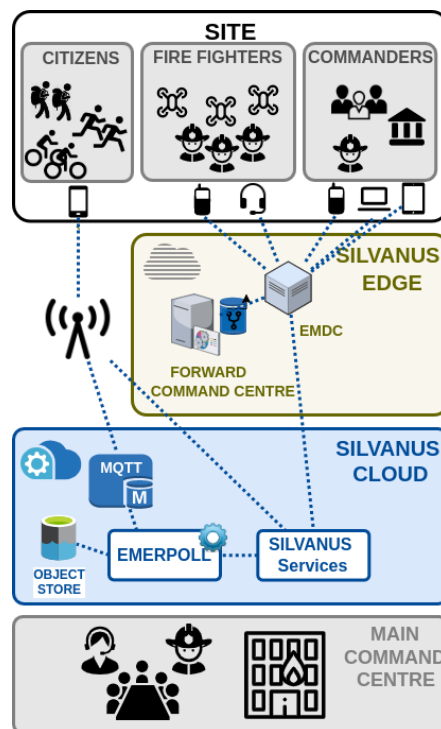 SITE
CITIZENS
FIRE FIGHTERS
COMMANDERS
SILVANUS
EDGE
EMDC
FORWARD
COMMAND CENTRE
SILVANUS
CLOUD
MQTT
M
EMERPOLL
SILVANUS
Services
OBJECT
STORE
MAIN
COMMAND
CENTRE